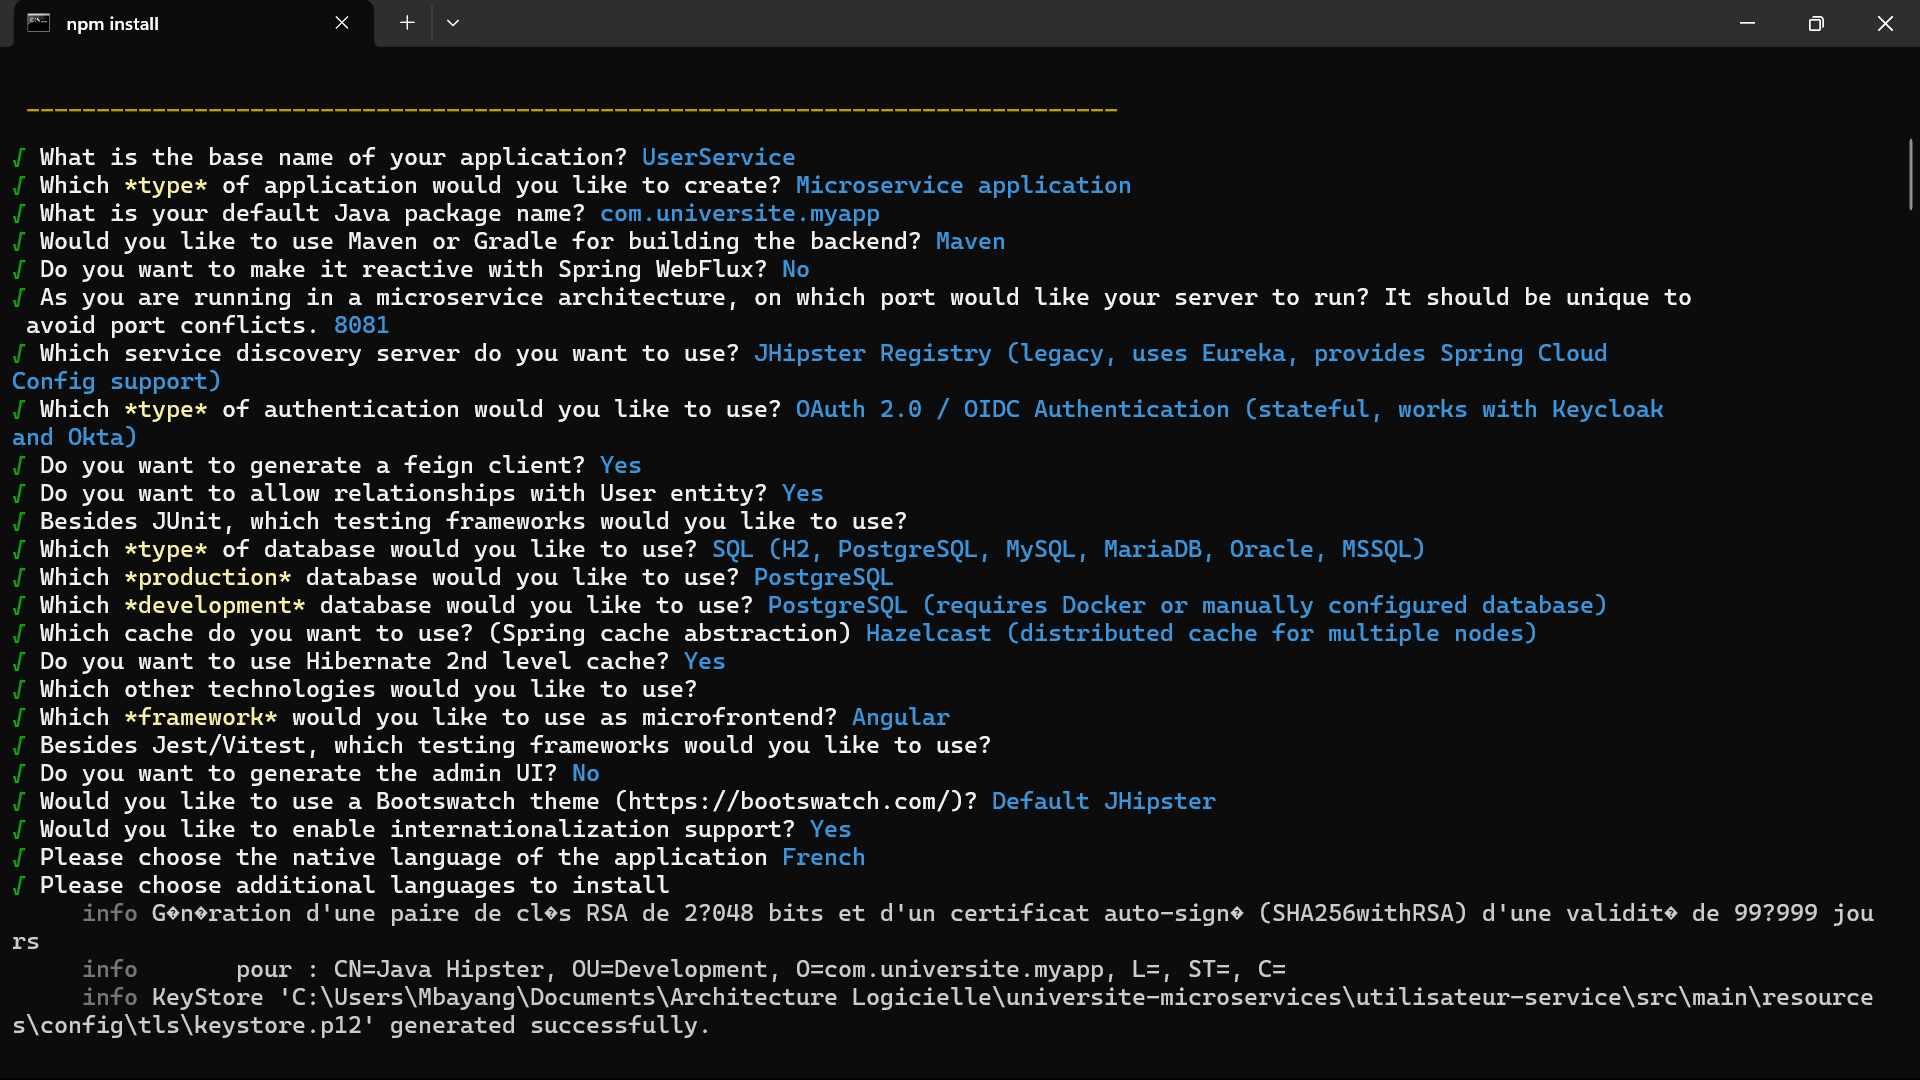 npm install
--------------------------------------------------------------------------------
√ What is the base name of your application? UserService
√ Which *type* of application would you like to create? Microservice application
√ What is your default Java package name? com.universite.myapp
√ Would you like to use Maven or Gradle for building the backend? Maven
√ Do you want to make it reactive with Spring WebFlux? No
√ As you are running in a microservice architecture, on which port would like your server to run? It should be unique to
avoid port conflicts. 8081
√ Which service discovery server do you want to use? JHipster Registry (legacy, uses Eureka, provides Spring Cloud
Config support)
√ Which *type* of authentication would you like to use? OAuth 2.0 / OIDC Authentication (stateful, works with Keycloak
and Okta)
√ Do you want to generate a feign client? Yes
√ Do you want to allow relationships with User entity? Yes
√ Besides JUnit, which testing frameworks would you like to use?
√ Which *type* of database would you like to use? SQL (H2, PostgreSQL, MySQL, MariaDB, Oracle, MSSQL)
√ Which *production* database would you like to use? PostgreSQL
√ Which *development* database would you like to use? PostgreSQL (requires Docker or manually configured database)
√ Which cache do you want to use? (Spring cache abstraction) Hazelcast (distributed cache for multiple nodes)
√ Do you want to use Hibernate 2nd level cache? Yes
√ Which other technologies would you like to use?
√ Which *framework* would you like to use as microfrontend? Angular
√ Besides Jest/Vitest, which testing frameworks would you like to use?
√ Do you want to generate the admin UI? No
√ Would you like to use a Bootswatch theme (https://bootswatch.com/)? Default JHipster
√ Would you like to enable internationalization support? Yes
√ Please choose the native language of the application French
√ Please choose additional languages to install
info G�n�ration d'une paire de cl�s RSA de 2?048 bits et d'un certificat auto-sign� (SHA256withRSA) d'une validit� de 99?999 jou
rs
info pour : CN=Java Hipster, OU=Development, O=com.universite.myapp, L=, ST=, C=
info KeyStore 'C:\Users\Mbayang\Documents\Architecture Logicielle\universite-microservices\utilisateur-service\src\main\resource
s\config\tls\keystore.p12' generated successfully.